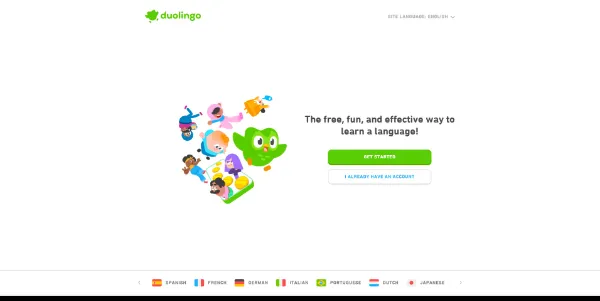 duolingo
SITE LANGUAGE: ENGLISH
The free, fun, and effective way to
learn a language!
GET STARTED
I ALREADY HAVE AN ACCOUNT
SPANISH FRENCH GERMAN ITALIAN PORTUGUESE DUTCH JAPANESE